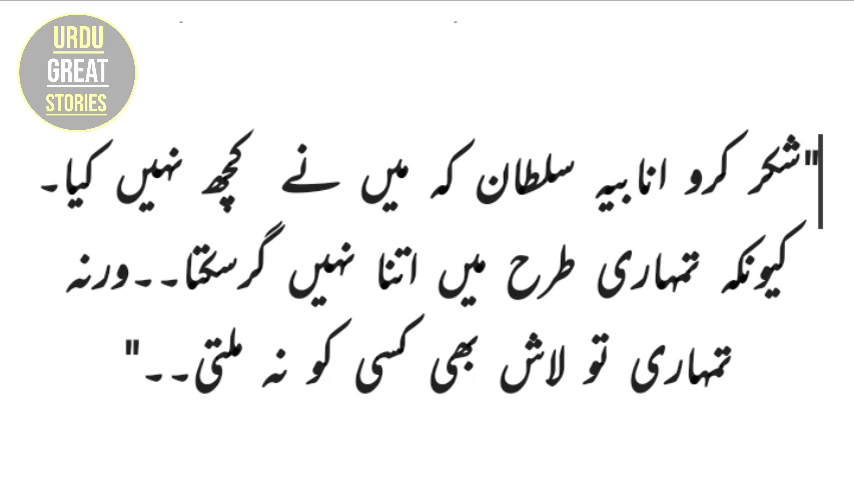 URDU
GREAT
STORIES
"شکر کرو انابیہ سلطان کہ میں نے کچھ نہیں کیا۔
کیونکہ تمہاری طرح میں اتنا نہیں گرسکتا۔۔ورنہ
تمہاری تو لاش بھی کسی کو نہ ملتی۔۔"